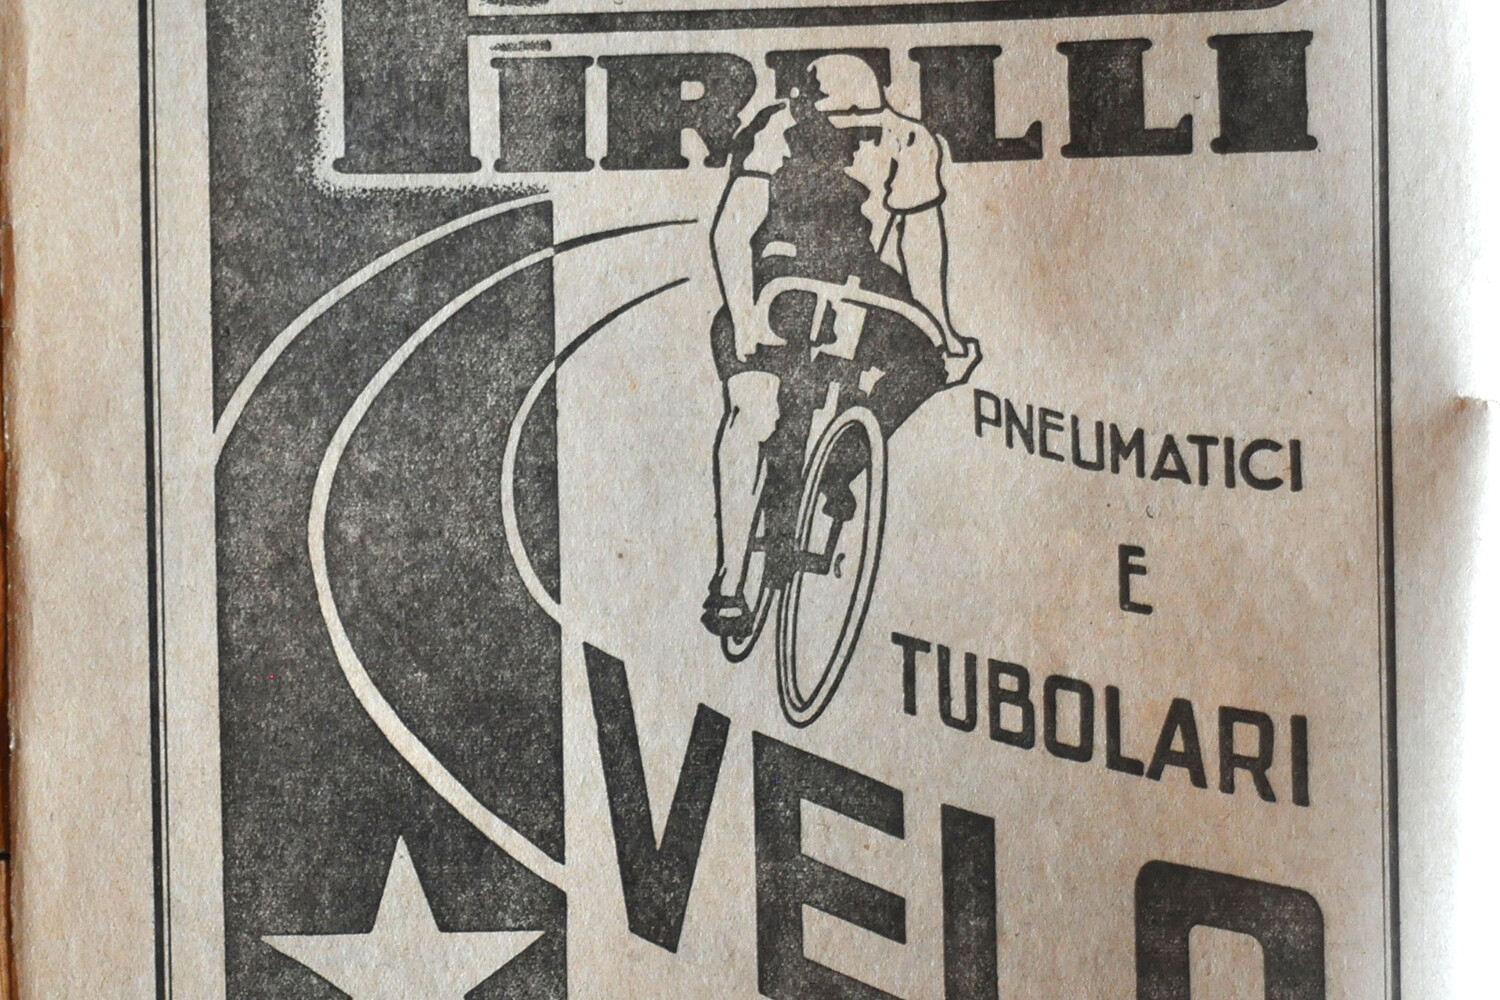 PIRELLI
PNEUMATICI
E
TUBOLARI
VELO